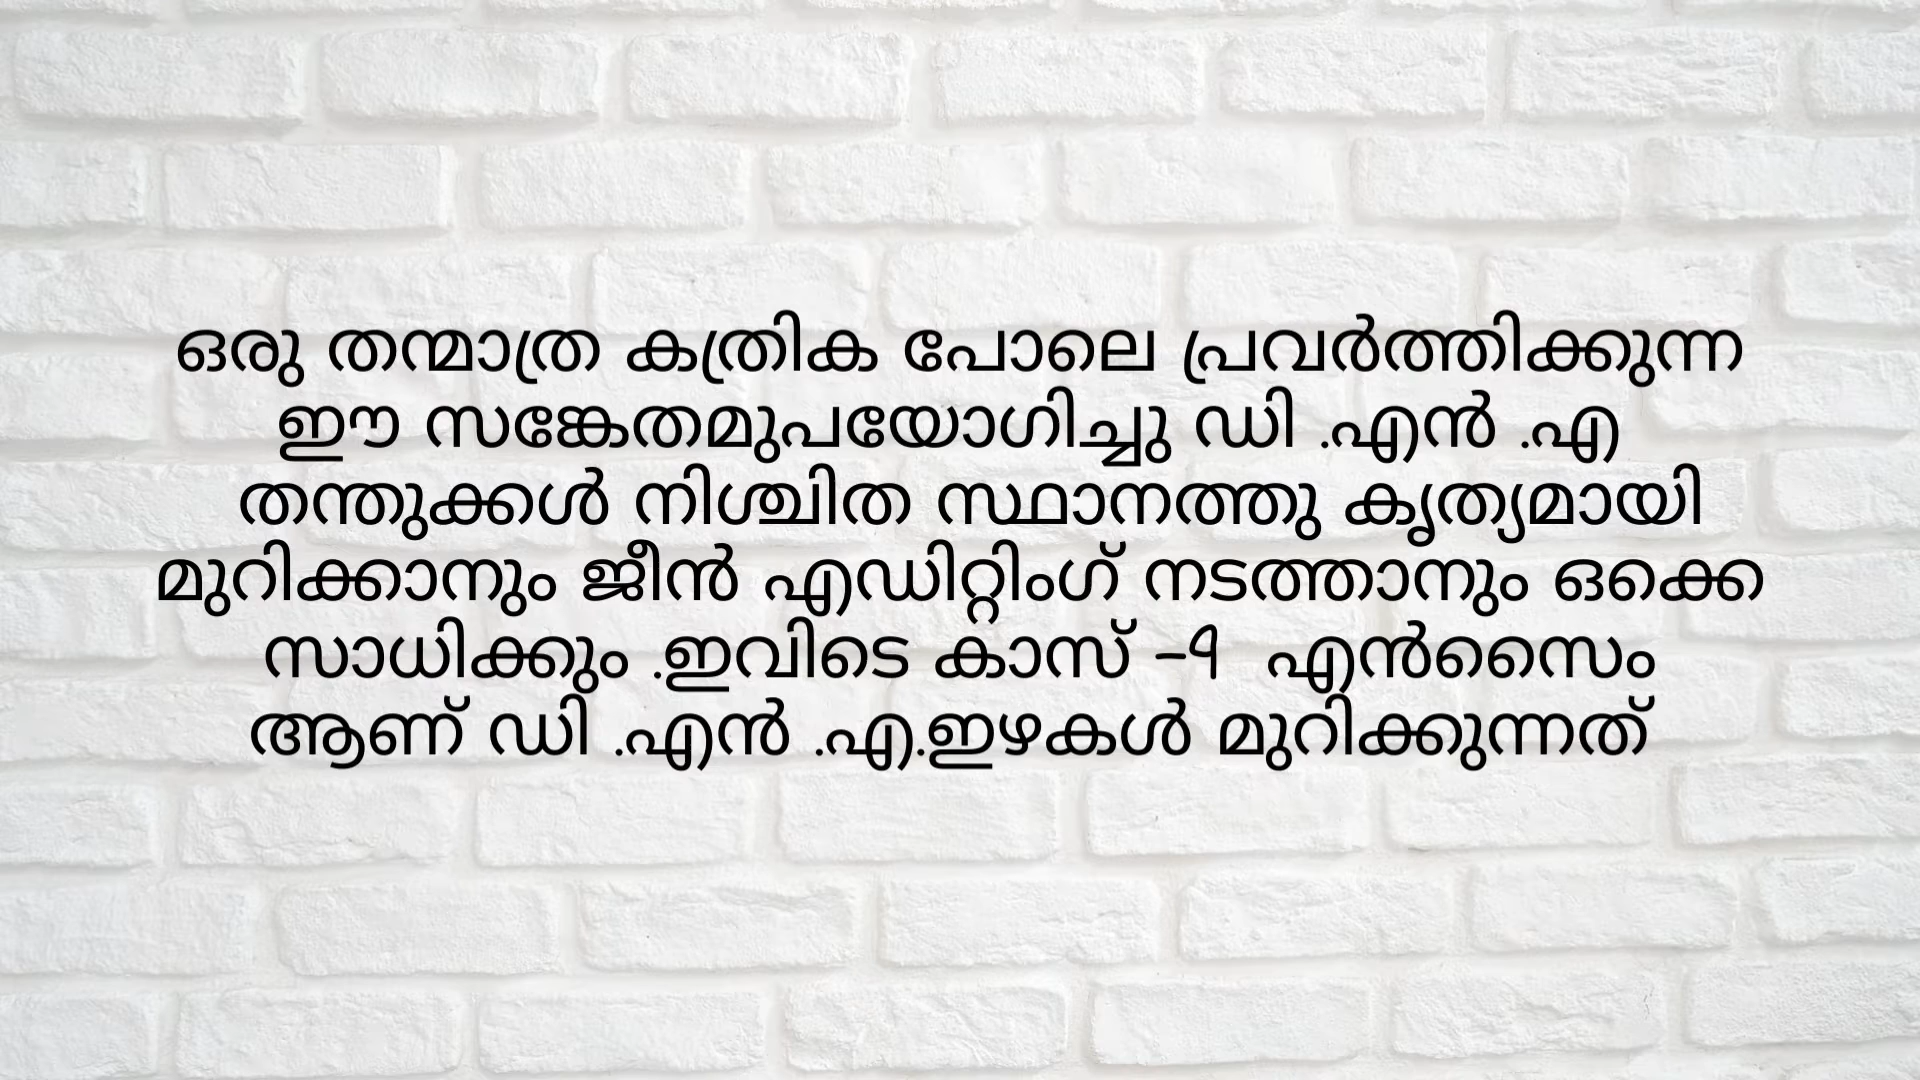 ഒരു തന്മാത്ര കത്രിക പോലെ പ്രവർത്തിക്കുന്ന
ഈ സങ്കേതമുപയോഗിച്ചു ഡി .എൻ .എ
തന്തുക്കൾ നിശ്ചിത സ്ഥാനത്തു കൃത്യമായി
മുറിക്കാനും ജീൻ എഡിറ്റിംഗ് നടത്താനും ഒക്കെ
സാധിക്കും .ഇവിടെ കാസ് -9 എൻസൈം
ആണ് ഡി .എൻ .എ.ഇഴകൾ മുറിക്കുന്നത്